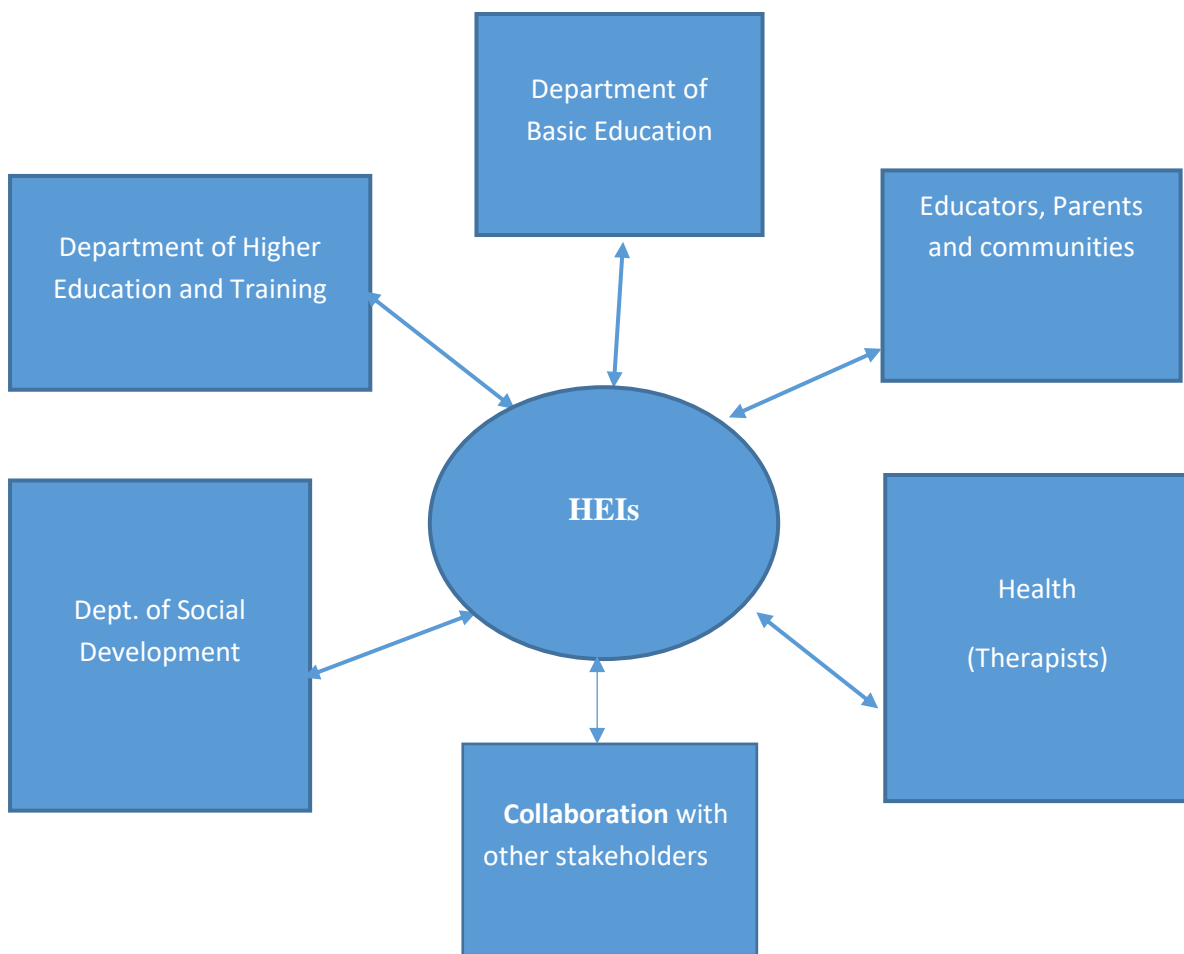 Department of
Basic Education
Department of Higher
Education and Training
Educators, Parents
and communities
HEIs
Dept. of Social
Development
Health
(Therapists)
Collaboration with
other stakeholders